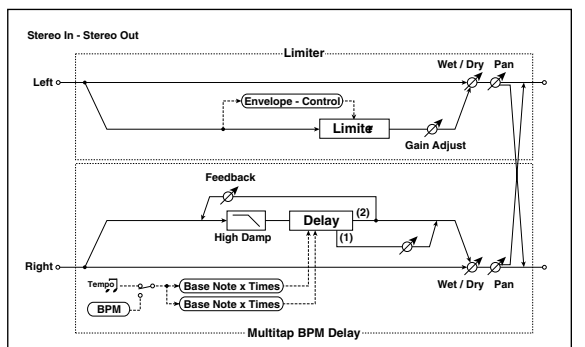 Stereo In - Stereo Out
Limiter
Wet / Dry
Pan
Left
Envelope - Control
Limiter
Gain Adjust
Feedback
High Damp
Delay
(2)
(1)
Right
Tempo
BPM
Base Note x Times
Base Note x Times
Wet / Dry
Pan
Multitap BPM Delay